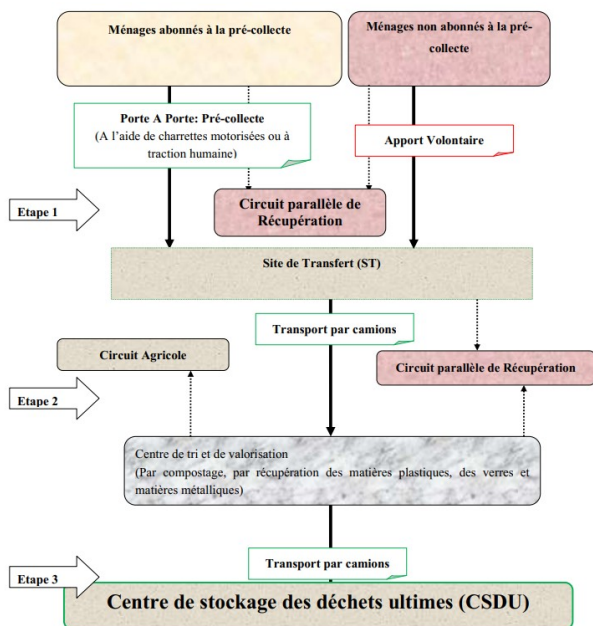 Ménages abonnés à la pré-collecte
Ménages non abonnés à la pré-
collecte
Porte A Porte: Pré-collecte
(A l'aide de charrettes motorisées ou à
traction humaine)
Apport Volontaire
Etape 1
Circuit parallèle de
Récupération
Site de Transfert (ST)
Transport par camions
Circuit Agricole
Circuit parallèle de Récupération
Etape 2
Centre de tri et de valorisation
(Par compostage, par récupération des matières plastiques, des verres et
matières métalliques)
Transport par camions
Etape 3
Centre de stockage des déchets ultimes (CSDU)